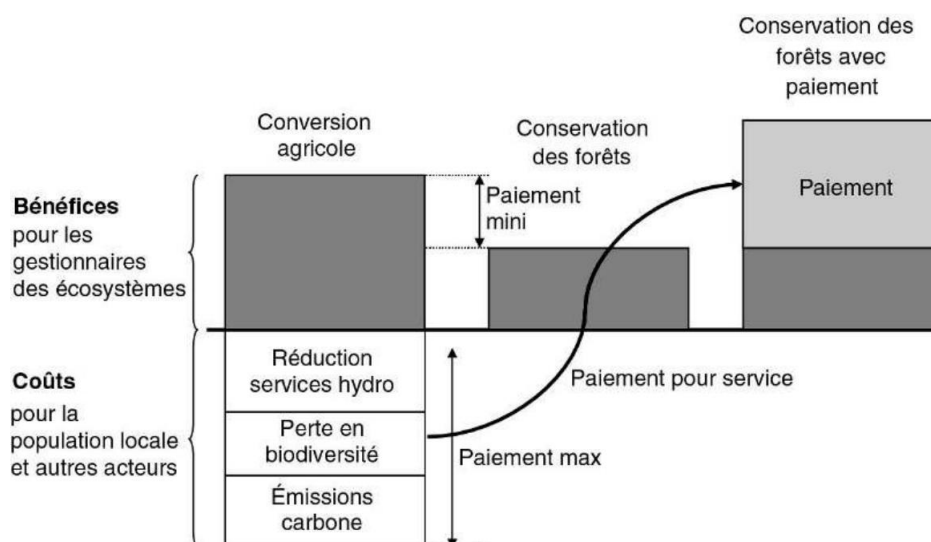 Conservation des
forêts avec
paiement
Conversion
agricole
Conservation
des forêts
Bénéfices
pour les
gestionnaires
des écosystèmes
Paiement
mini
Paiement
Coûts
pour la
population locale
et autres acteurs
Réduction
services hydro
Perte en
biodiversité
Émissions
carbone
Paiement pour service
Paiement max